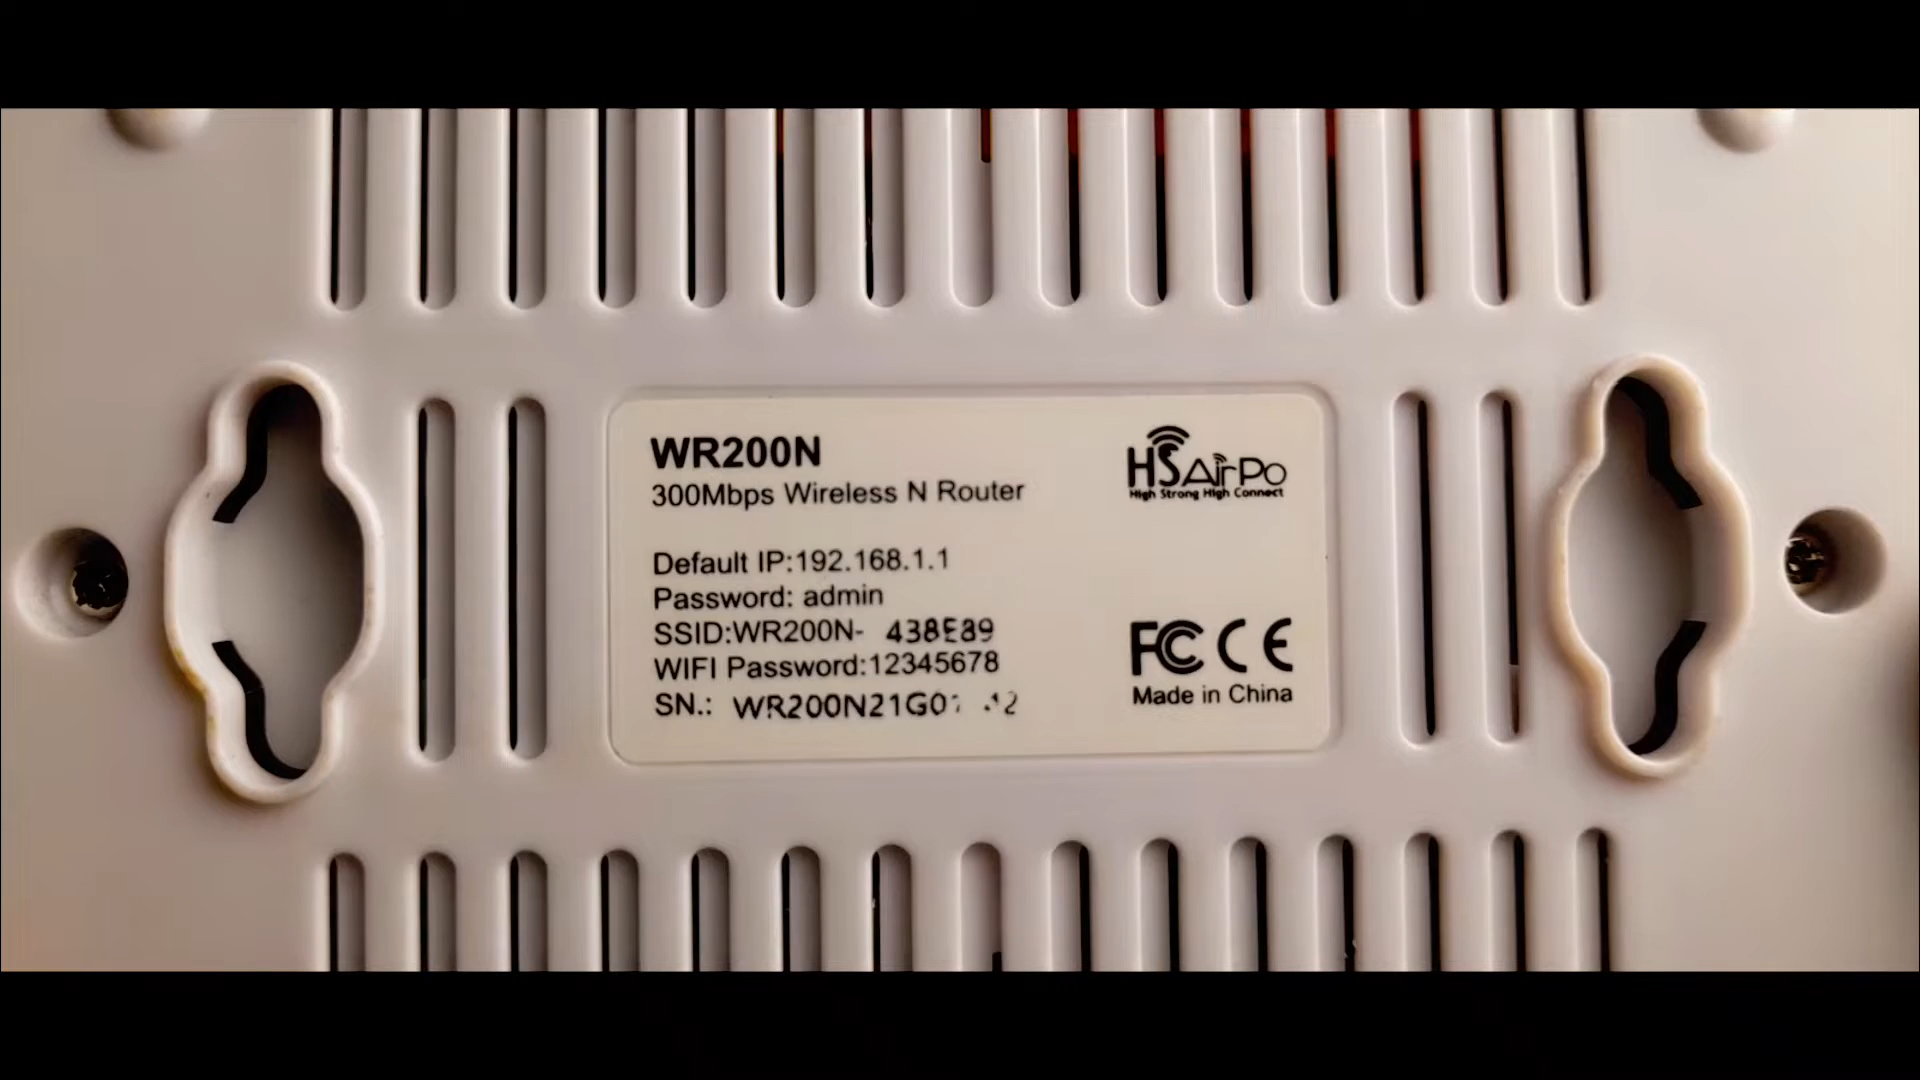 WR200N
300Mbps Wireless N Router
HSAirPo
High Strong High Connect
Default IP:192.168.1.1
Password: admin
SSID:WR200N- 438E89
WIFI Password:12345678
SN.:
FC CE
Made in China